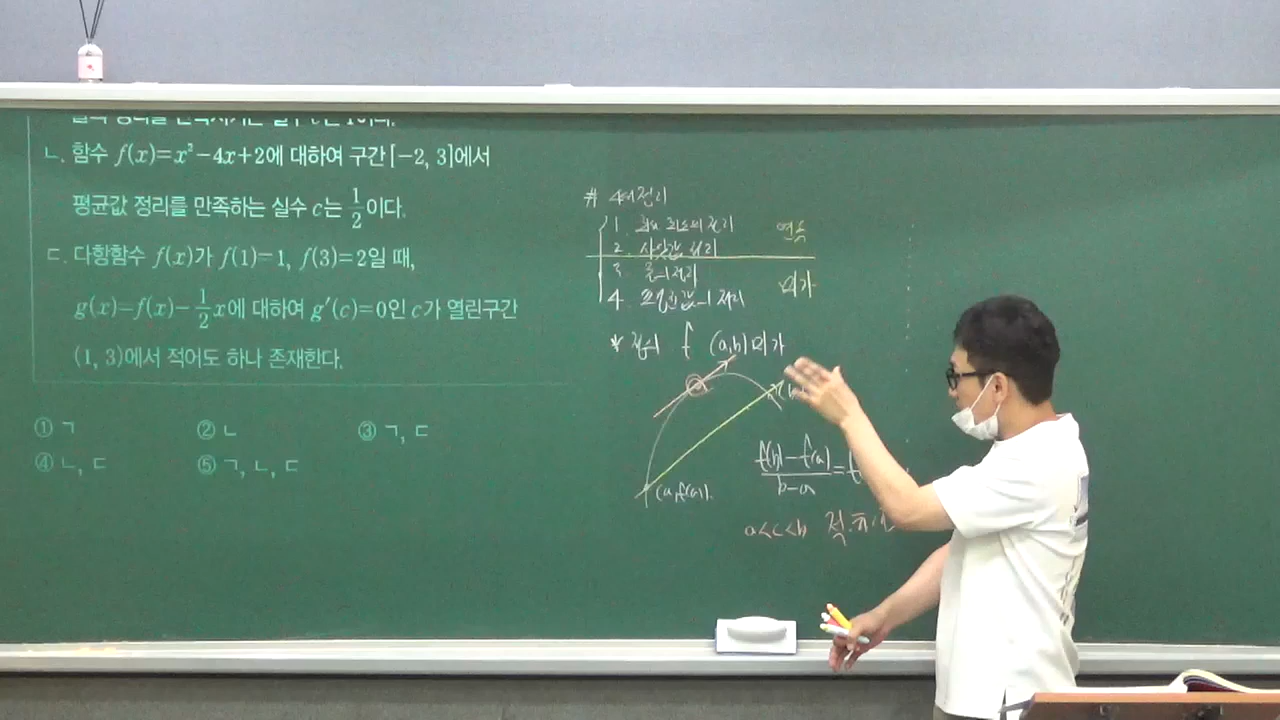 ㄴ. 함수 f(x)=x²−4x+2에 대하여 구간 [−2, 3]에서
평균값 정리를 만족하는 실수 c는 1/2이다.
ㄷ. 다항함수 f(x)가 f(1)=1, f(3)=2일 때,
g(x)=f(x)−1/2x에 대하여 g′(c)=0인 c가 열린구간
(1, 3)에서 적어도 하나 존재한다.
① ㄱ ② ㄴ ③ ㄱ, ㄷ
④ ㄴ, ㄷ ⑤ ㄱ, ㄴ, ㄷ
# 4대정리
1. 최대 최소의 정리
2. 사잇값 정리
연속
3. 롤의 정리
4. 평균값의 정리
미가
f (a,b) 미가
(a, f(a)).
f(b)−f(a)/b−a = f
a<c<b 적.